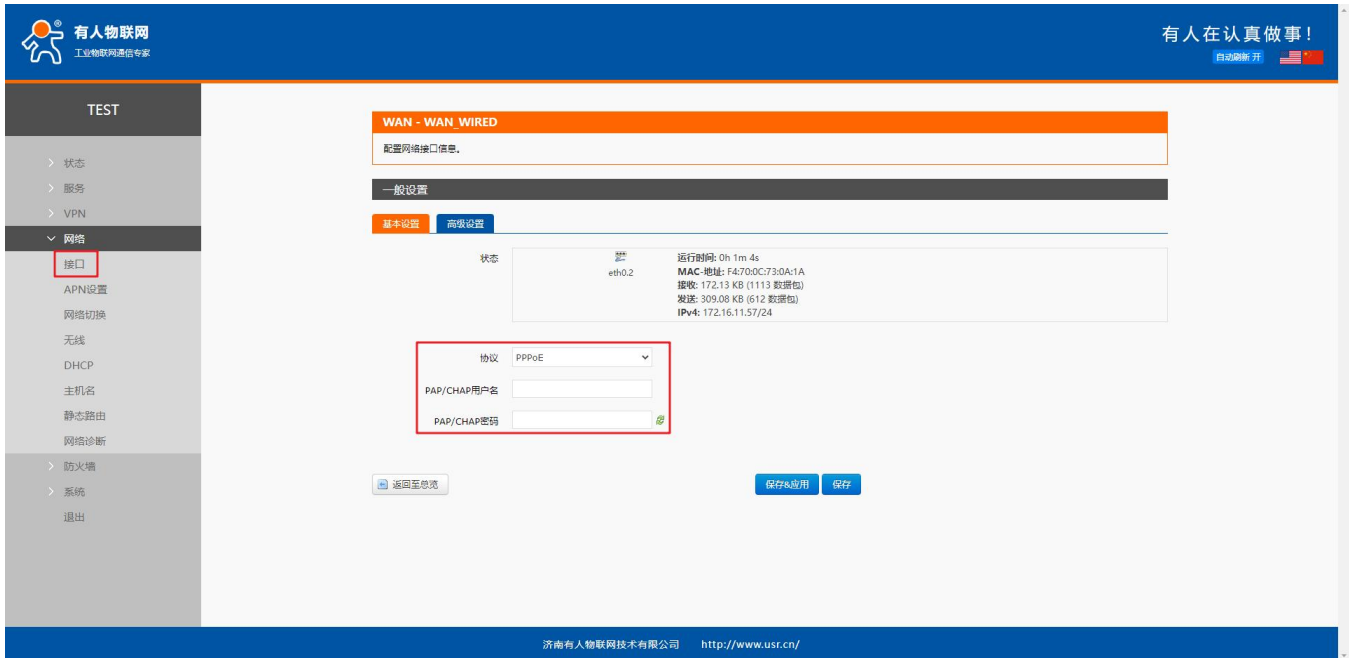 有人物联网
工业物联网通信专家
有人在认真做事！
自动刷新 开
TEST
状态
服务
VPN
网络
接口
APN设置
网络切换
无线
DHCP
主机名
静态路由
网络诊断
防火墙
系统
退出
WAN - WAN_WIRED
配置网络接口信息。
一般设置
基本设置 高级设置
状态
eth0.2
运行时间: 0h 1m 4s
MAC-地址: F4:70:0C:73:0A:1A
接收: 172.13 KB (1113 数据包)
发送: 309.08 KB (612 数据包)
IPv4: 172.16.11.57/24
协议 PPPoE
PAP/CHAP用户名
PAP/CHAP密码
返回至总览 保存&应用 保存
济南有人物联网技术有限公司 http://www.usr.cn/